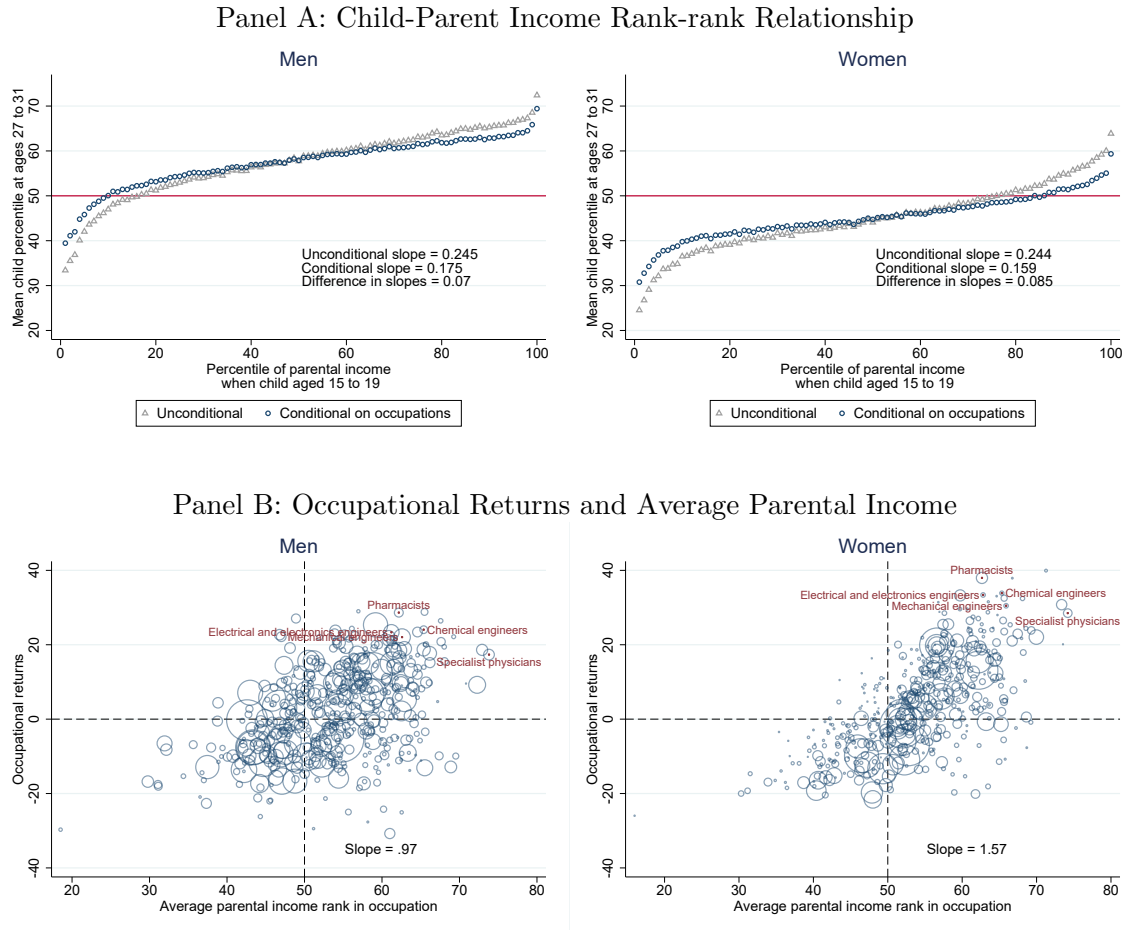 Panel A: Child-Parent Income Rank-rank Relationship
Men
Mean child percentile at ages 27 to 31
70
60
50
40
30
20
Unconditional slope = 0.245
Conditional slope = 0.175
Difference in slopes = 0.07
0 20 40 60 80 100
Percentile of parental income
when child aged 15 to 19
Unconditional Conditional on occupations
Women
Mean child percentile at ages 27 to 31
70
60
50
40
30
20
Unconditional slope = 0.244
Conditional slope = 0.159
Difference in slopes = 0.085
0 20 40 60 80 100
Percentile of parental income
when child aged 15 to 19
Unconditional Conditional on occupations
Panel B: Occupational Returns and Average Parental Income
Men
Occupational returns
40
20
0
-20
-40
Pharmacists
Electrical and electronics engineers
Chemical engineers
Mechanical engineers
Specialist physicians
Slope = .97
20 30 40 50 60 70 80
Average parental income rank in occupation
Women
Occupational returns
40
20
0
-20
-40
Pharmacists
Electrical and electronics engineers
Chemical engineers
Mechanical engineers
Specialist physicians
Slope = 1.57
20 30 40 50 60 70 80
Average parental income rank in occupation